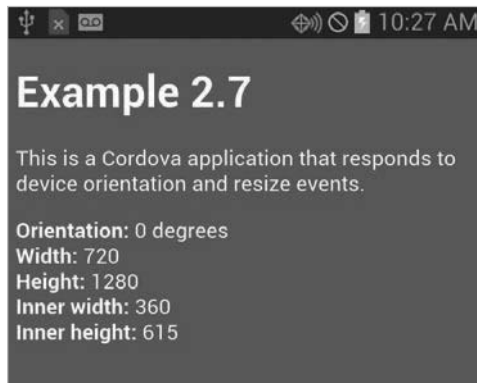 10:27 AM
Example 2.7
This is a Cordova application that responds to
device orientation and resize events.
Orientation: 0 degrees
Width: 720
Height: 1280
Inner width: 360
Inner height: 615